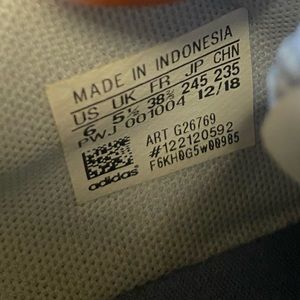 MADE IN INDONESIA
US UK FR JP CHN
6 5½ 38⅔ 245 235
PWJ 001004 12/18
ART G26769
#122120592
F6KH0G5W00985
adidas